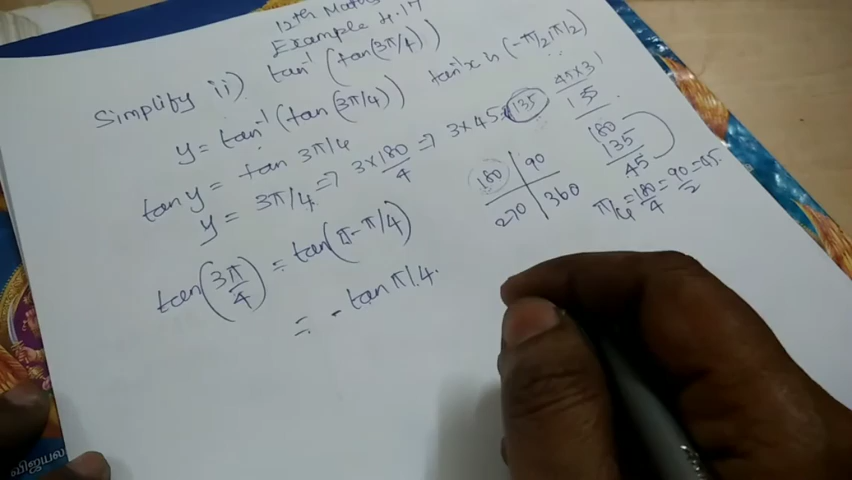 12th Maths
Example 4.17
Simplify ii) tan⁻¹ (tan(3π/4))
tan⁻¹x is (-π/2, π/2)
y = tan⁻¹ (tan(3π/4))
tan y = tan 3π/4
y = 3π/4 ⇒ 3 × 180/4 ⇒ 3 × 45 = 135
45 × 3
135
180
135
45
180 | 90
270 | 360
π/4 = 180/4 = 90/2 = 45.
tan(3π/4) = tan(π - π/4)
= - tan π/4.
விஜய